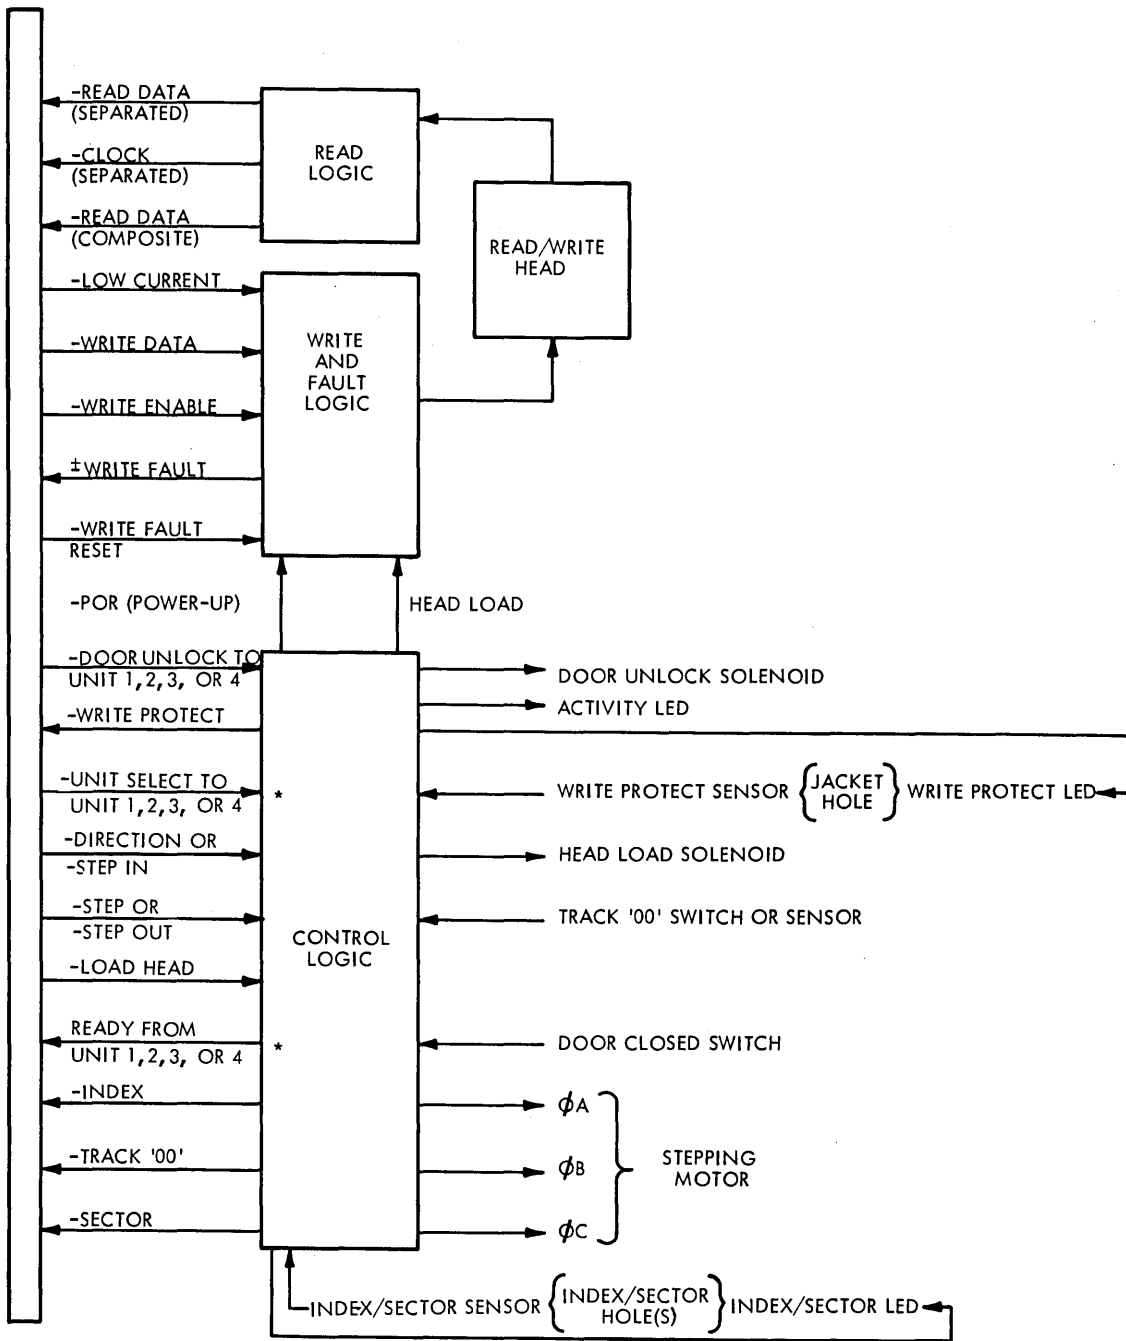 -READ DATA
(SEPARATED)
-CLOCK
(SEPARATED)
-READ DATA
(COMPOSITE)
READ
LOGIC
READ/WRITE
HEAD
-LOW CURRENT
-WRITE DATA
-WRITE ENABLE
±WRITE FAULT
-WRITE FAULT
RESET
WRITE
AND
FAULT
LOGIC
-POR (POWER-UP)
HEAD LOAD
-DOOR UNLOCK TO
UNIT 1,2,3, OR 4
-WRITE PROTECT
-UNIT SELECT TO
UNIT 1,2,3, OR 4
*
-DIRECTION OR
-STEP IN
-STEP OR
-STEP OUT
-LOAD HEAD
READY FROM
UNIT 1,2,3, OR 4
*
-INDEX
-TRACK '00'
-SECTOR
CONTROL
LOGIC
DOOR UNLOCK SOLENOID
ACTIVITY LED
WRITE PROTECT SENSOR {JACKET HOLE} WRITE PROTECT LED
HEAD LOAD SOLENOID
TRACK '00' SWITCH OR SENSOR
DOOR CLOSED SWITCH
ϕA
ϕB
ϕC
STEPPING
MOTOR
INDEX/SECTOR SENSOR {INDEX/SECTOR HOLE(S)} INDEX/SECTOR LED